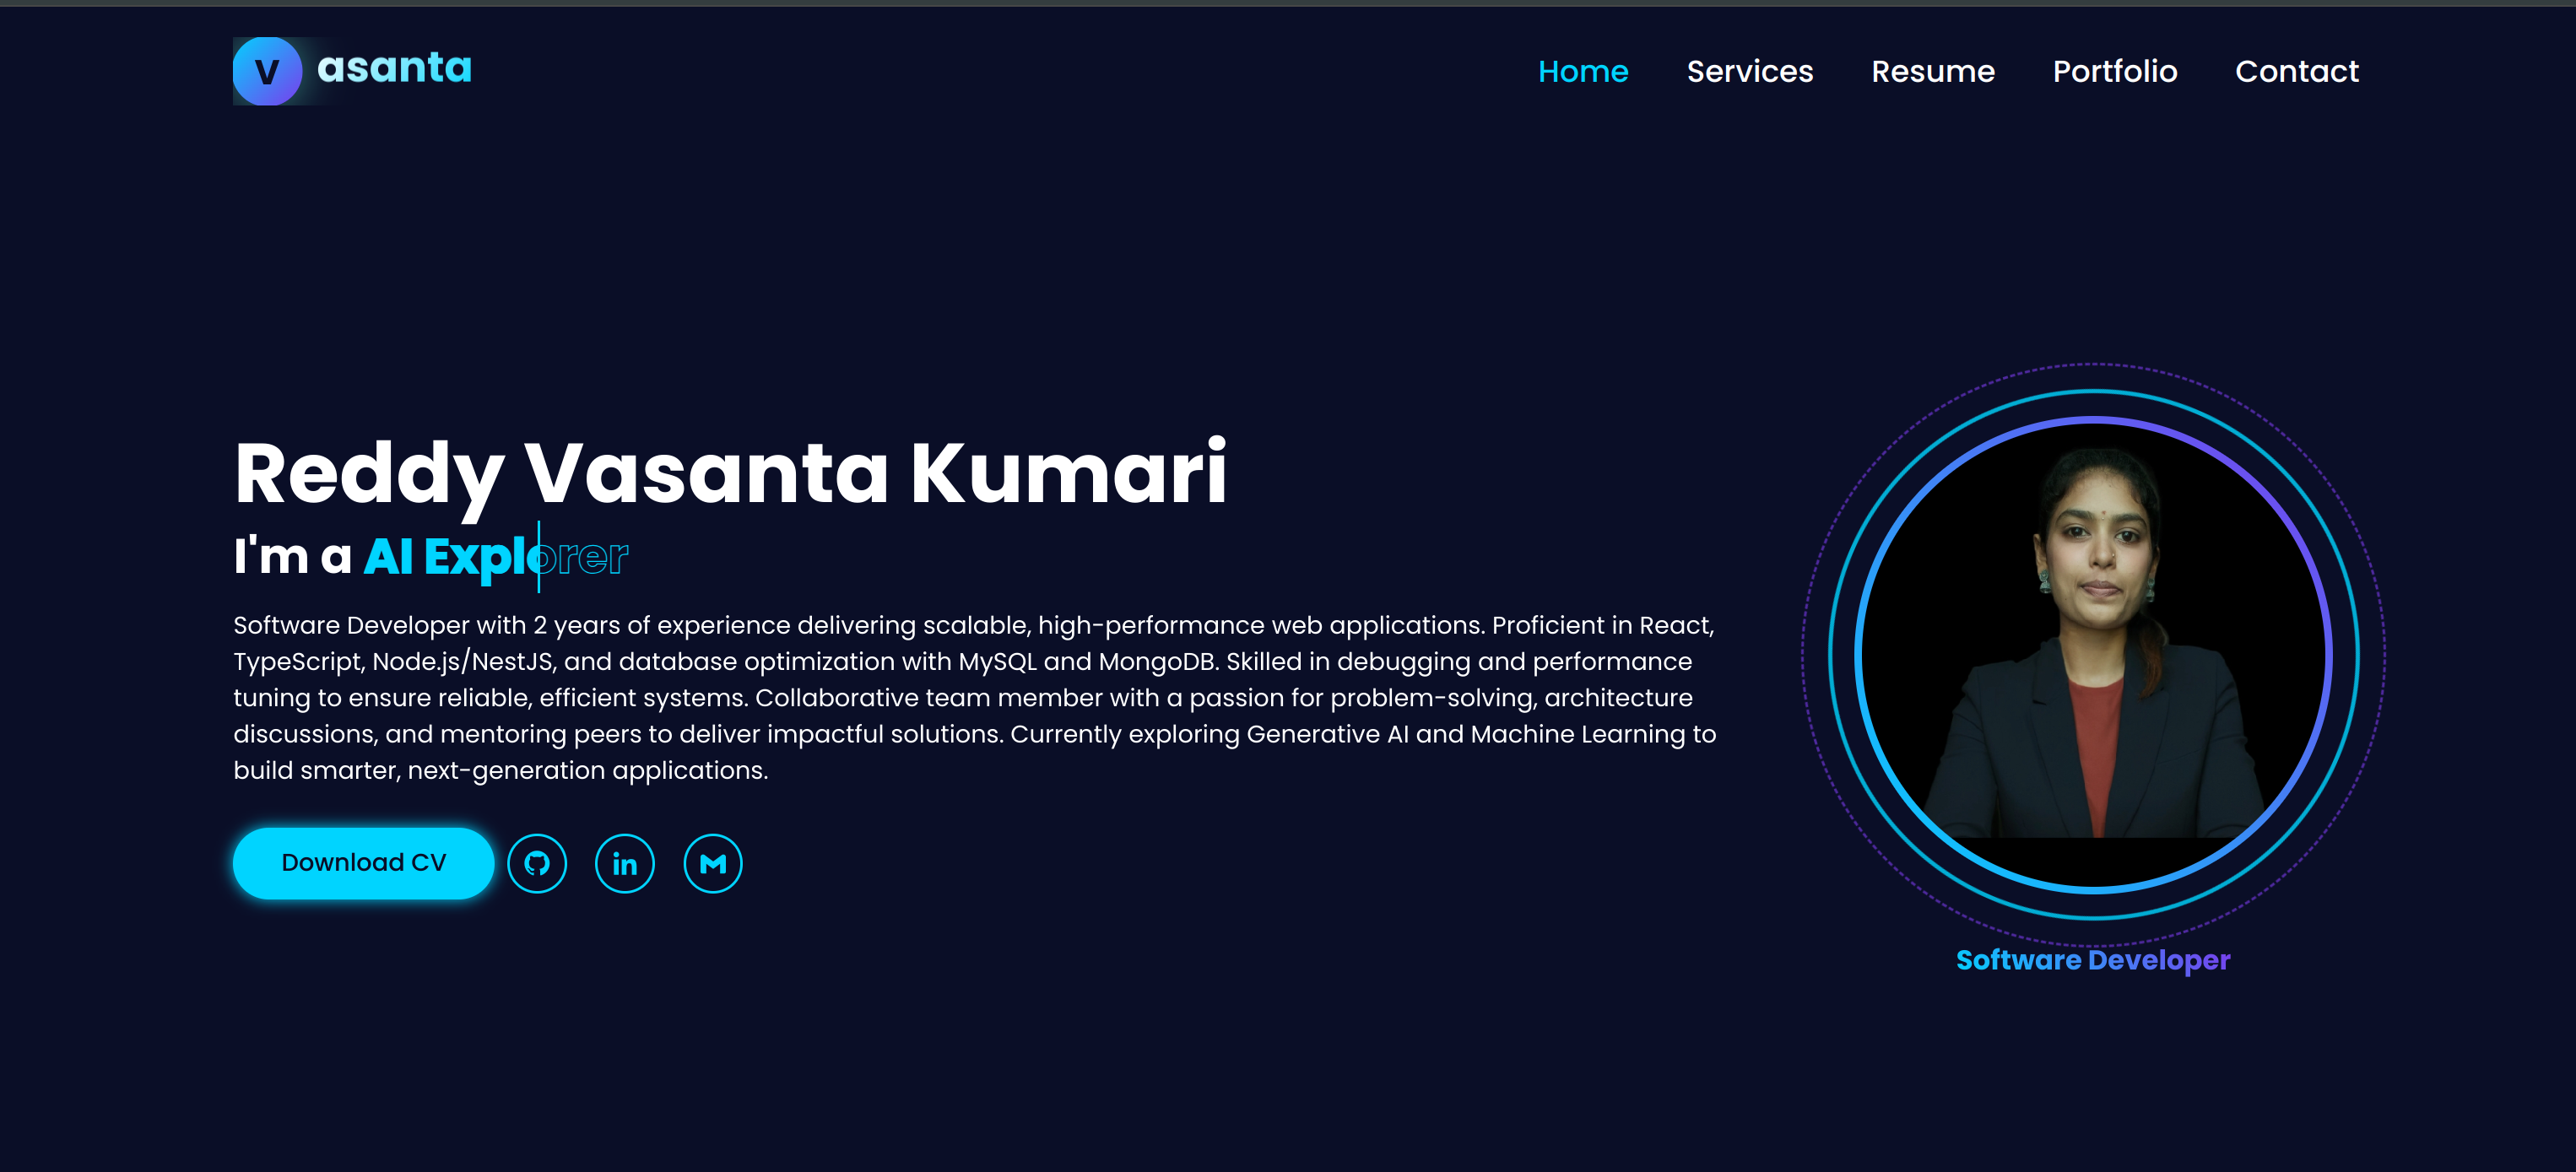 V asanta
Home Services Resume Portfolio Contact
Reddy Vasanta Kumari
I'm a AI Explorer
Software Developer with 2 years of experience delivering scalable, high-performance web applications. Proficient in React,
TypeScript, Node.js/NestJS, and database optimization with MySQL and MongoDB. Skilled in debugging and performance
tuning to ensure reliable, efficient systems. Collaborative team member with a passion for problem-solving, architecture
discussions, and mentoring peers to deliver impactful solutions. Currently exploring Generative AI and Machine Learning to
build smarter, next-generation applications.
Download CV
in
Software Developer